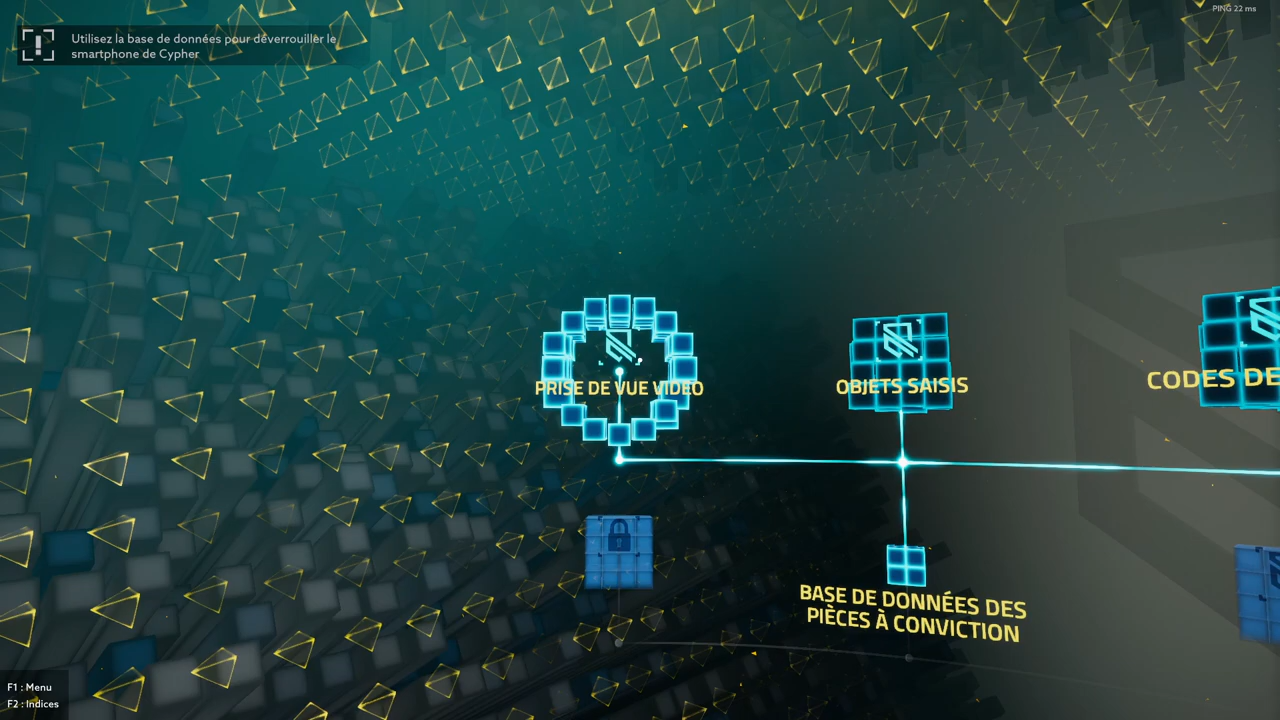 PING 22 ms
Utilisez la base de données pour déverrouiller le
smartphone de Cypher
PRISE DE VUE VIDÉO
OBJETS SAISIS
CODES DE
BASE DE DONNÉES DES
PIÈCES À CONVICTION
F1 : Menu
F2 : Indices